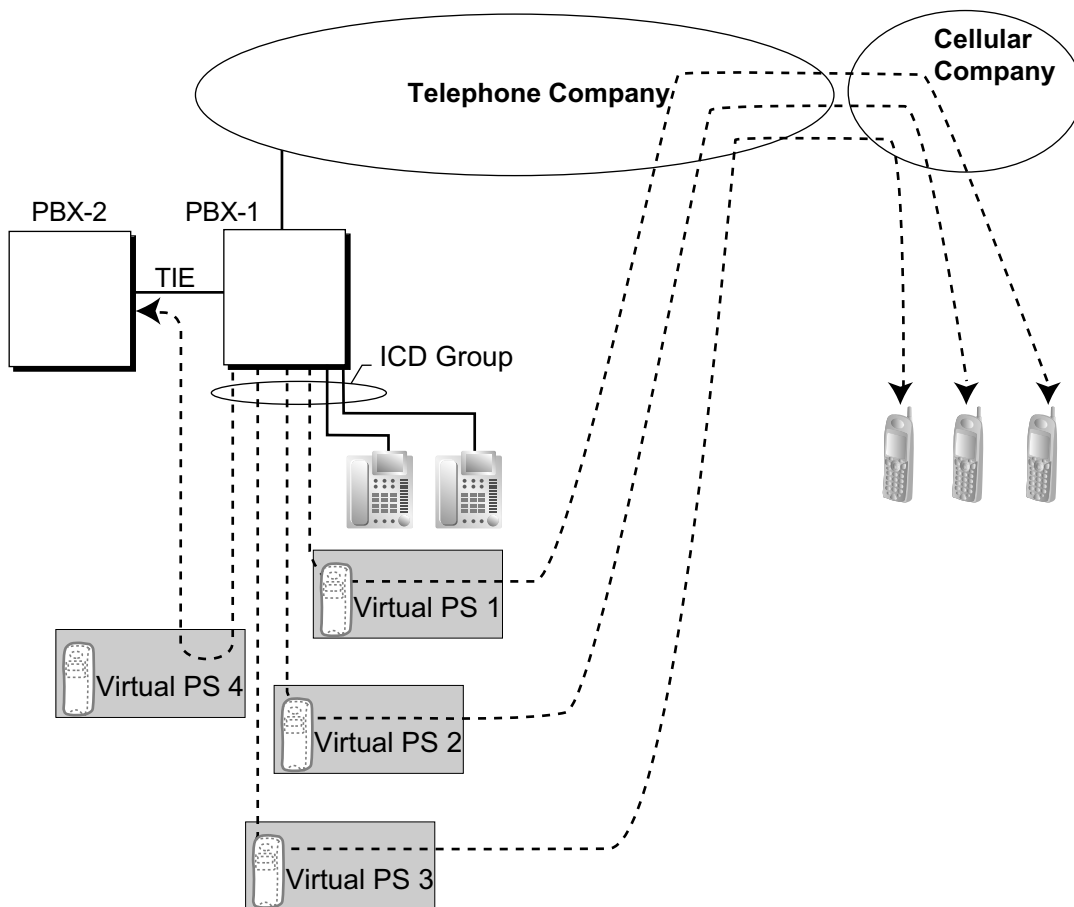 Cellular
Company
Telephone Company
PBX-2
PBX-1
TIE
ICD Group
Virtual PS 1
Virtual PS 4
Virtual PS 2
Virtual PS 3